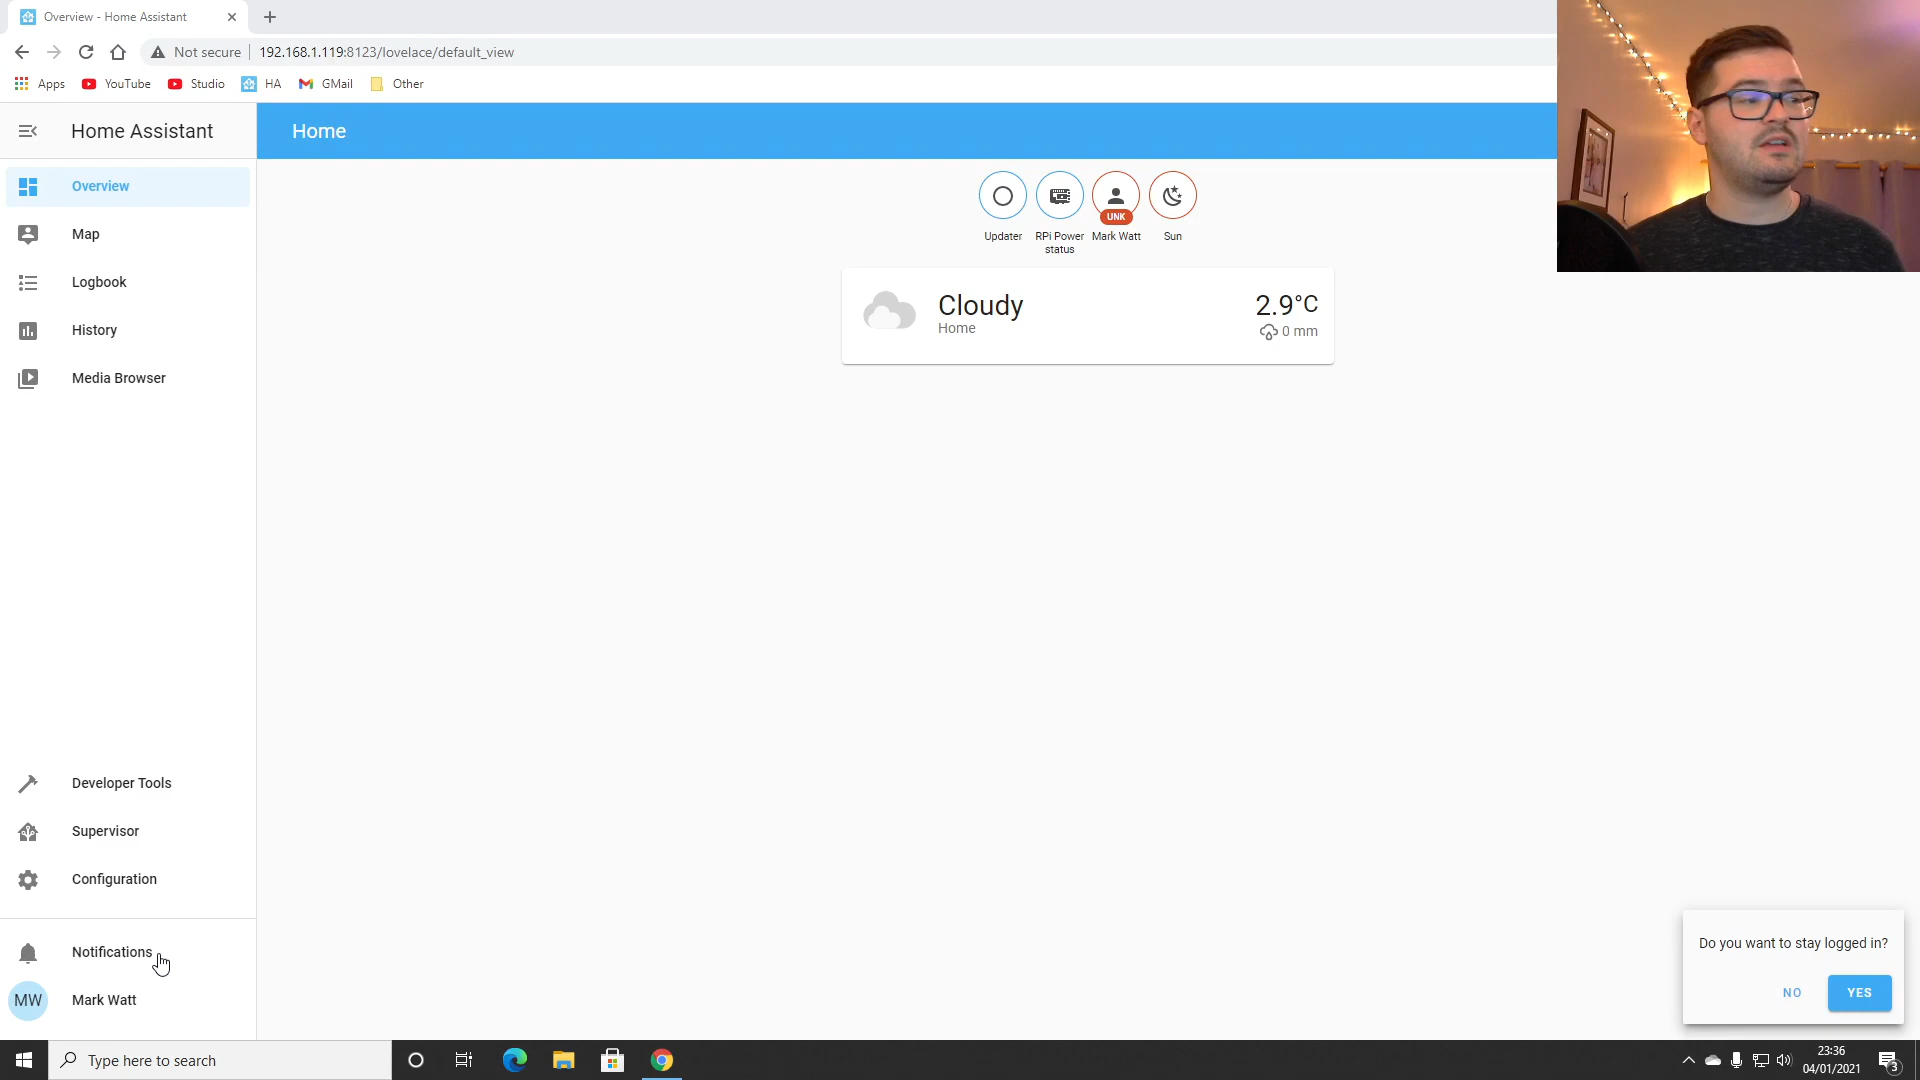 Overview - Home Assistant
Not secure
192.168.1.119:8123/lovelace/default_view
Apps
YouTube
Studio
HA
GMail
Other
Home Assistant
Home
Overview
Map
Logbook
History
Media Browser
UNK
Updater
RPi Power status
Mark Watt
Sun
Cloudy
Home
2.9°C
0 mm
Developer Tools
Supervisor
Configuration
Notifications
MW
Mark Watt
Do you want to stay logged in?
NO
YES
Type here to search
23:36
04/01/2021
3